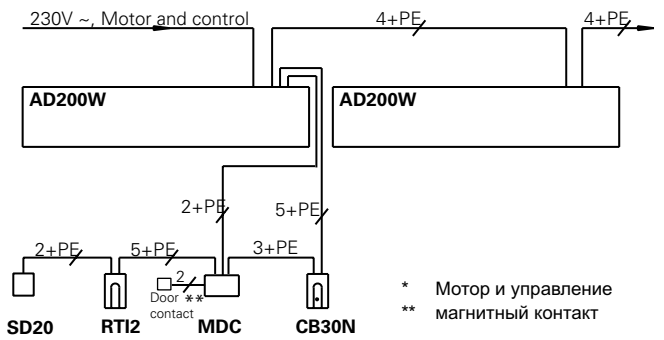 230V ~, Motor and control
4+PE
4+PE
AD200W
AD200W
2+PE
5+PE
2+PE
5+PE
3+PE
2
Door **
contact
SD20
RTI2
MDC
CB30N
* Мотор и управление
** магнитный контакт